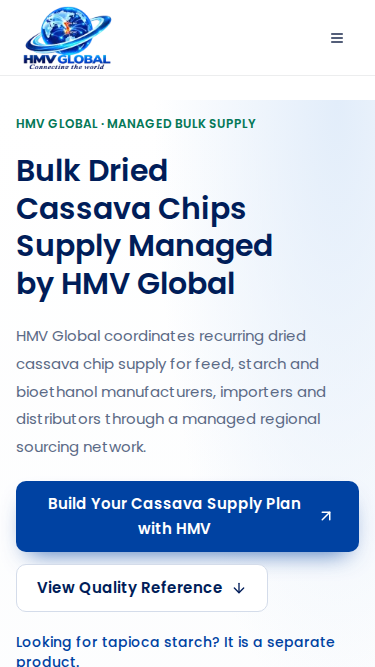 HMV GLOBAL
Connecting the world
HMV GLOBAL · MANAGED BULK SUPPLY
Bulk Dried
Cassava Chips
Supply Managed
by HMV Global
HMV Global coordinates recurring dried
cassava chip supply for feed, starch and
bioethanol manufacturers, importers and
distributors through a managed regional
sourcing network.
Build Your Cassava Supply Plan
with HMV
View Quality Reference
Looking for tapioca starch? It is a separate
product.